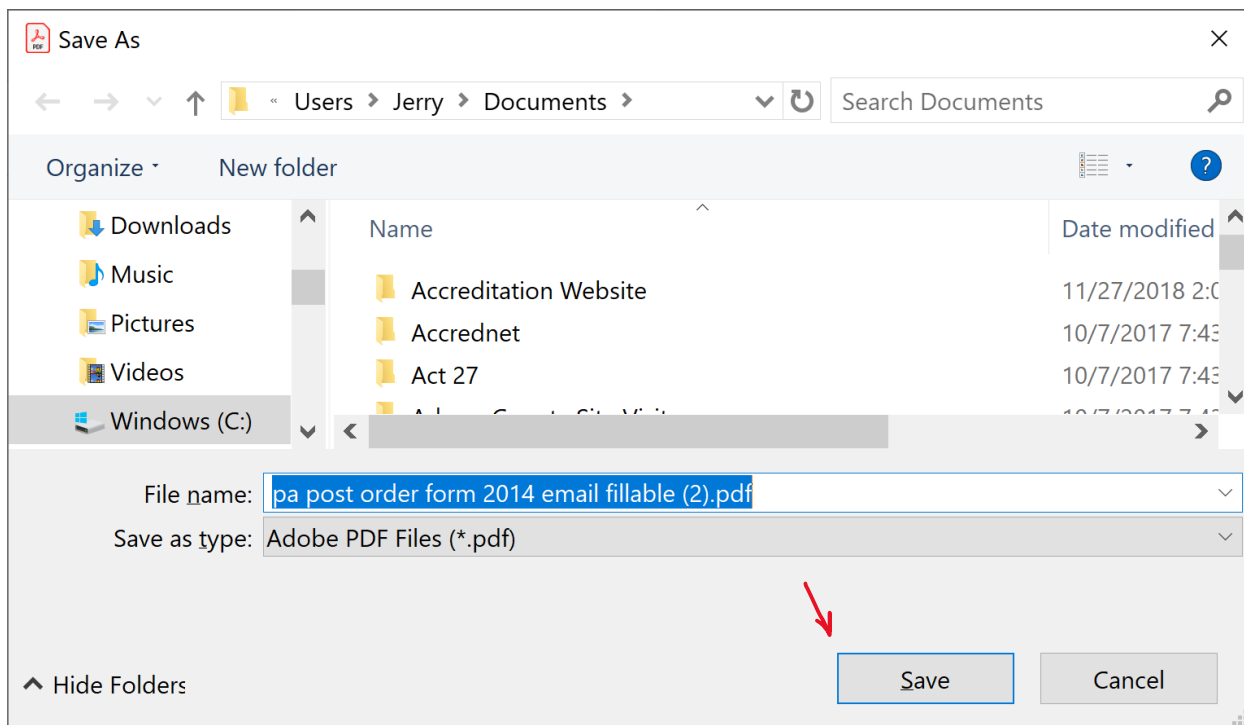 Save As
« Users > Jerry > Documents >
Search Documents
Organize
New folder
?
Downloads
Music
Pictures
Videos
Windows (C:)
Name
Date modified
Accreditation Website
11/27/2018 2:0
Accrednet
10/7/2017 7:43
Act 27
10/7/2017 7:43
File name:
pa post order form 2014 email fillable (2).pdf
Save as type:
Adobe PDF Files (*.pdf)
Hide Folders
Save
Cancel